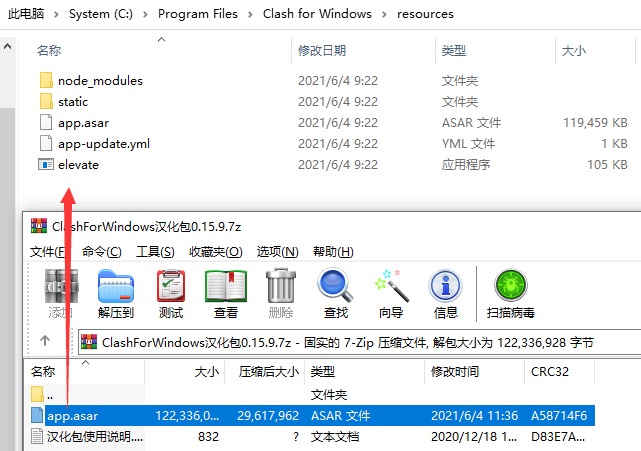 此电脑 > System (C:) > Program Files > Clash for Windows > resources
名称 修改日期 类型 大小
node_modules 2021/6/4 9:22 文件夹
static 2021/6/4 9:22 文件夹
app.asar 2021/6/4 9:22 ASAR 文件 119,459 KB
app-update.yml 2021/6/4 9:22 YML 文件 1 KB
elevate 2021/6/4 9:22 应用程序 105 KB
ClashForWindows汉化包0.15.9.7z
文件(F) 命令(C) 工具(S) 收藏夹(O) 选项(N) 帮助(H)
添加 解压到 测试 查看 删除 查找 向导 信息 扫描病毒
ClashForWindows汉化包0.15.9.7z - 固实的 7-Zip 压缩文件, 解包大小为 122,336,928 字节
名称 大小 压缩后大小 类型 修改时间 CRC32
.. 文件夹
app.asar 122,336,0... 29,617,962 ASAR 文件 2021/6/4 11:36 A58714F6
汉化包使用说明.... 832 ? 文本文档 2020/12/18 1... D83E7A...